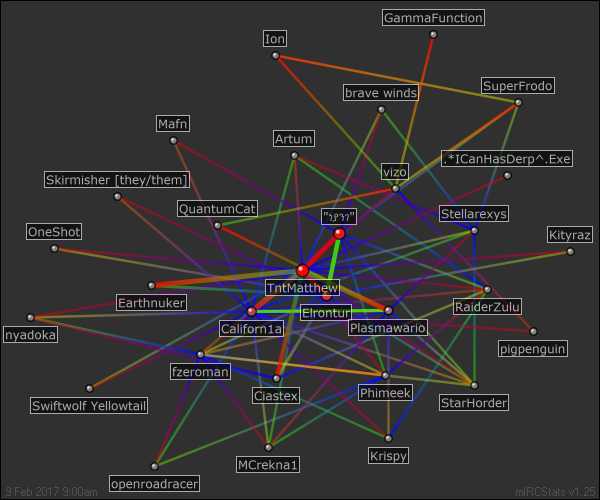 GammaFunction
Ion
SuperFrodo
brave winds
Mafn
Artum
.*ICanHasDerp^.Exe
vizo
Skirmisher [they/them]
QuantumCat
Stellarexys
OneShot
Kityraz
TntMatthew
Earthnuker
Elrontur
RaiderZulu
nyadoka
Californ1a
Plasmawario
pigpenguin
fzeroman
Ciastex
Phimeek
StarHorder
Swiftwolf Yellowtail
Krispy
MCrekna1
openroadracer
9 Feb 2017 9:00am
mIRCStats v1.25